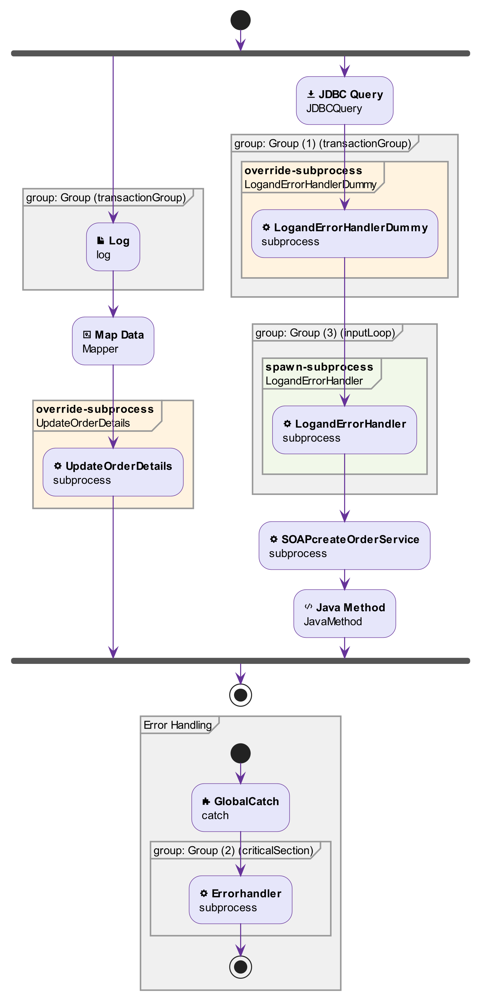 JDBC Query
JDBCQuery
group: Group (1) (transactionGroup)
override-subprocess
LogandErrorHandlerDummy
LogandErrorHandlerDummy
subprocess
group: Group (transactionGroup)
Log
log
Map Data
Mapper
override-subprocess
UpdateOrderDetails
UpdateOrderDetails
subprocess
group: Group (3) (inputLoop)
spawn-subprocess
LogandErrorHandler
LogandErrorHandler
subprocess
SOAPcreateOrderService
subprocess
Java Method
JavaMethod
Error Handling
GlobalCatch
catch
group: Group (2) (criticalSection)
Errorhandler
subprocess